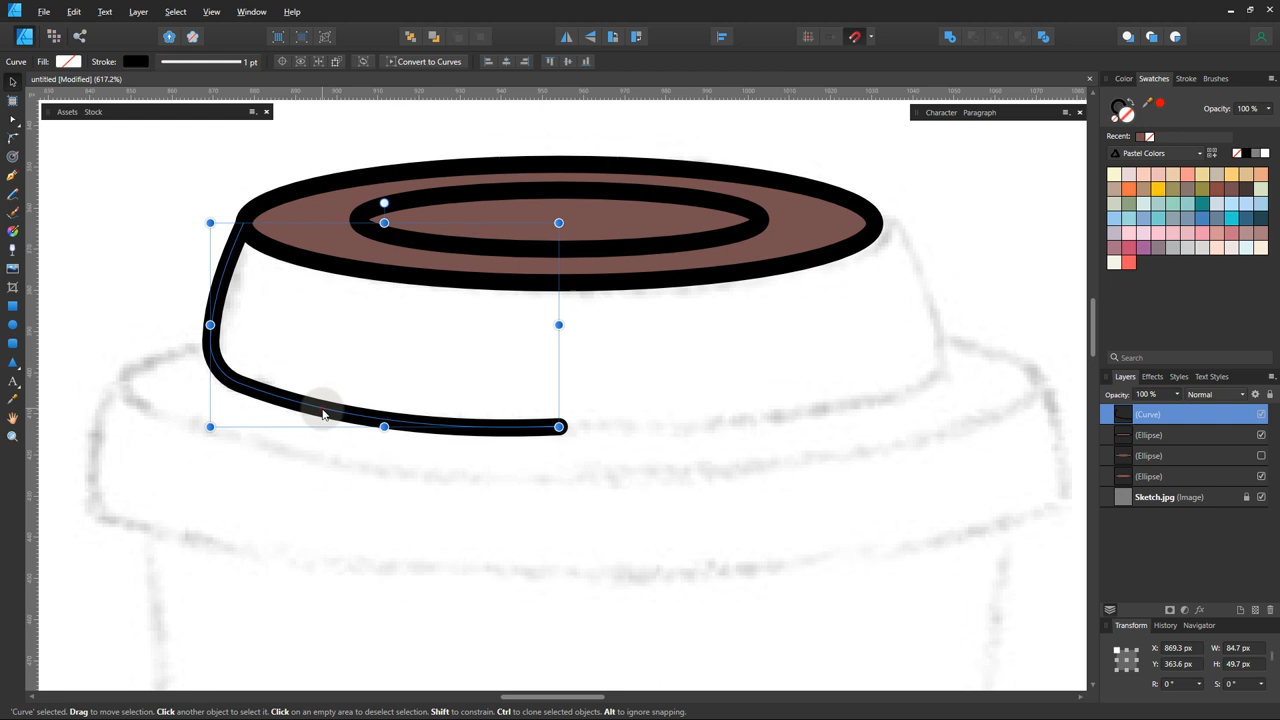 File Edit Text Layer Select View Window Help
Curve Fill: Stroke: 1 pt Convert to Curves
untitled [Modified] (617.2%)
Color Swatches Stroke Brushes
Assets Stock
Character Paragraph
Opacity: 100 %
Recent:
Pastel Colors
Search
Layers Effects Styles Text Styles
Opacity: 100 % Normal
(Curve)
(Ellipse)
(Ellipse)
(Ellipse)
Sketch.jpg (Image)
Transform History Navigator
X: 869.3 px W: 84.7 px
Y: 363.6 px H: 49.7 px
R: 0 ° S: 0 °
'Curve' selected. Drag to move selection. Click another object to select it. Click on an empty area to deselect selection. Shift to constrain. Ctrl to clone selected objects. Alt to ignore snapping.